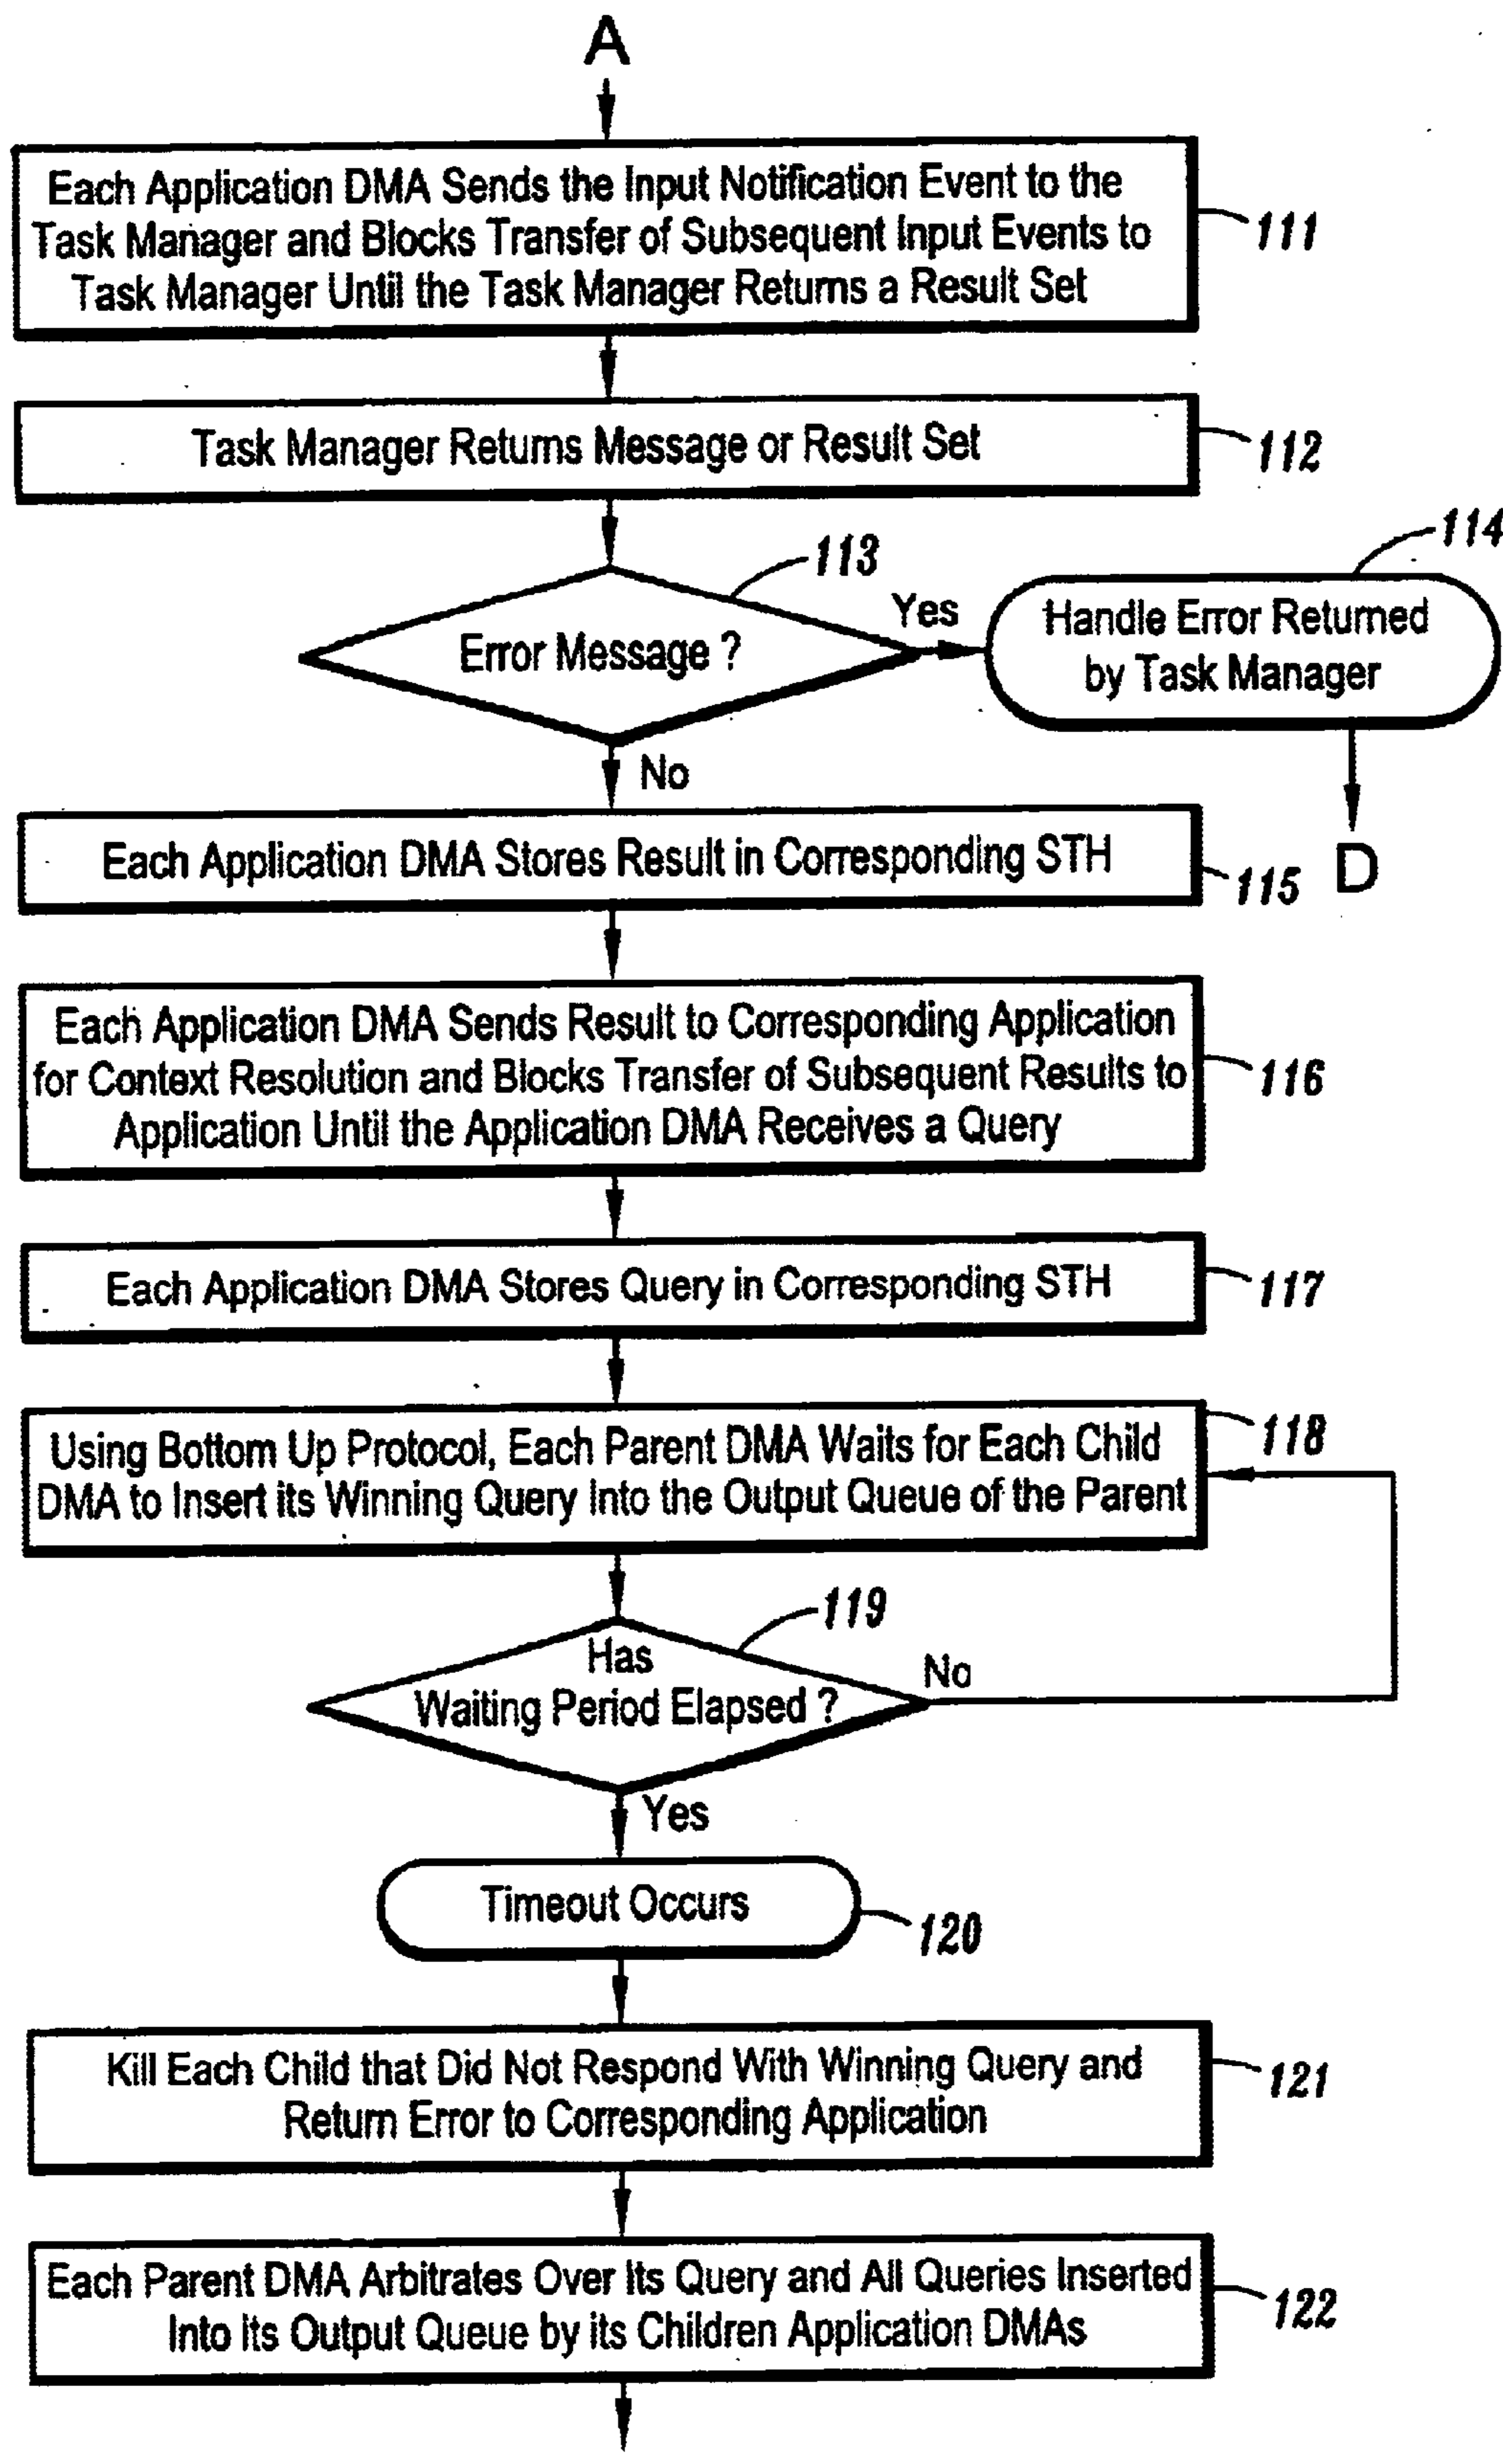 A
Each Application DMA Sends the Input Notification Event to the
Task Manager and Blocks Transfer of Subsequent Input Events to
Task Manager Until the Task Manager Returns a Result Set
111
Task Manager Returns Message or Result Set
112
113
114
Error Message ?
Yes
Handle Error Returned
by Task Manager
No
D
Each Application DMA Stores Result in Corresponding STH
115
Each Application DMA Sends Result to Corresponding Application
for Context Resolution and Blocks Transfer of Subsequent Results to
Application Until the Application DMA Receives a Query
116
Each Application DMA Stores Query in Corresponding STH
117
Using Bottom Up Protocol, Each Parent DMA Waits for Each Child
DMA to Insert its Winning Query Into the Output Queue of the Parent
118
119
Has
Waiting Period Elapsed ?
No
Yes
Timeout Occurs
120
Kill Each Child that Did Not Respond With Winning Query and
Return Error to Corresponding Application
121
Each Parent DMA Arbitrates Over Its Query and All Queries Inserted
Into its Output Queue by its Children Application DMAs
122